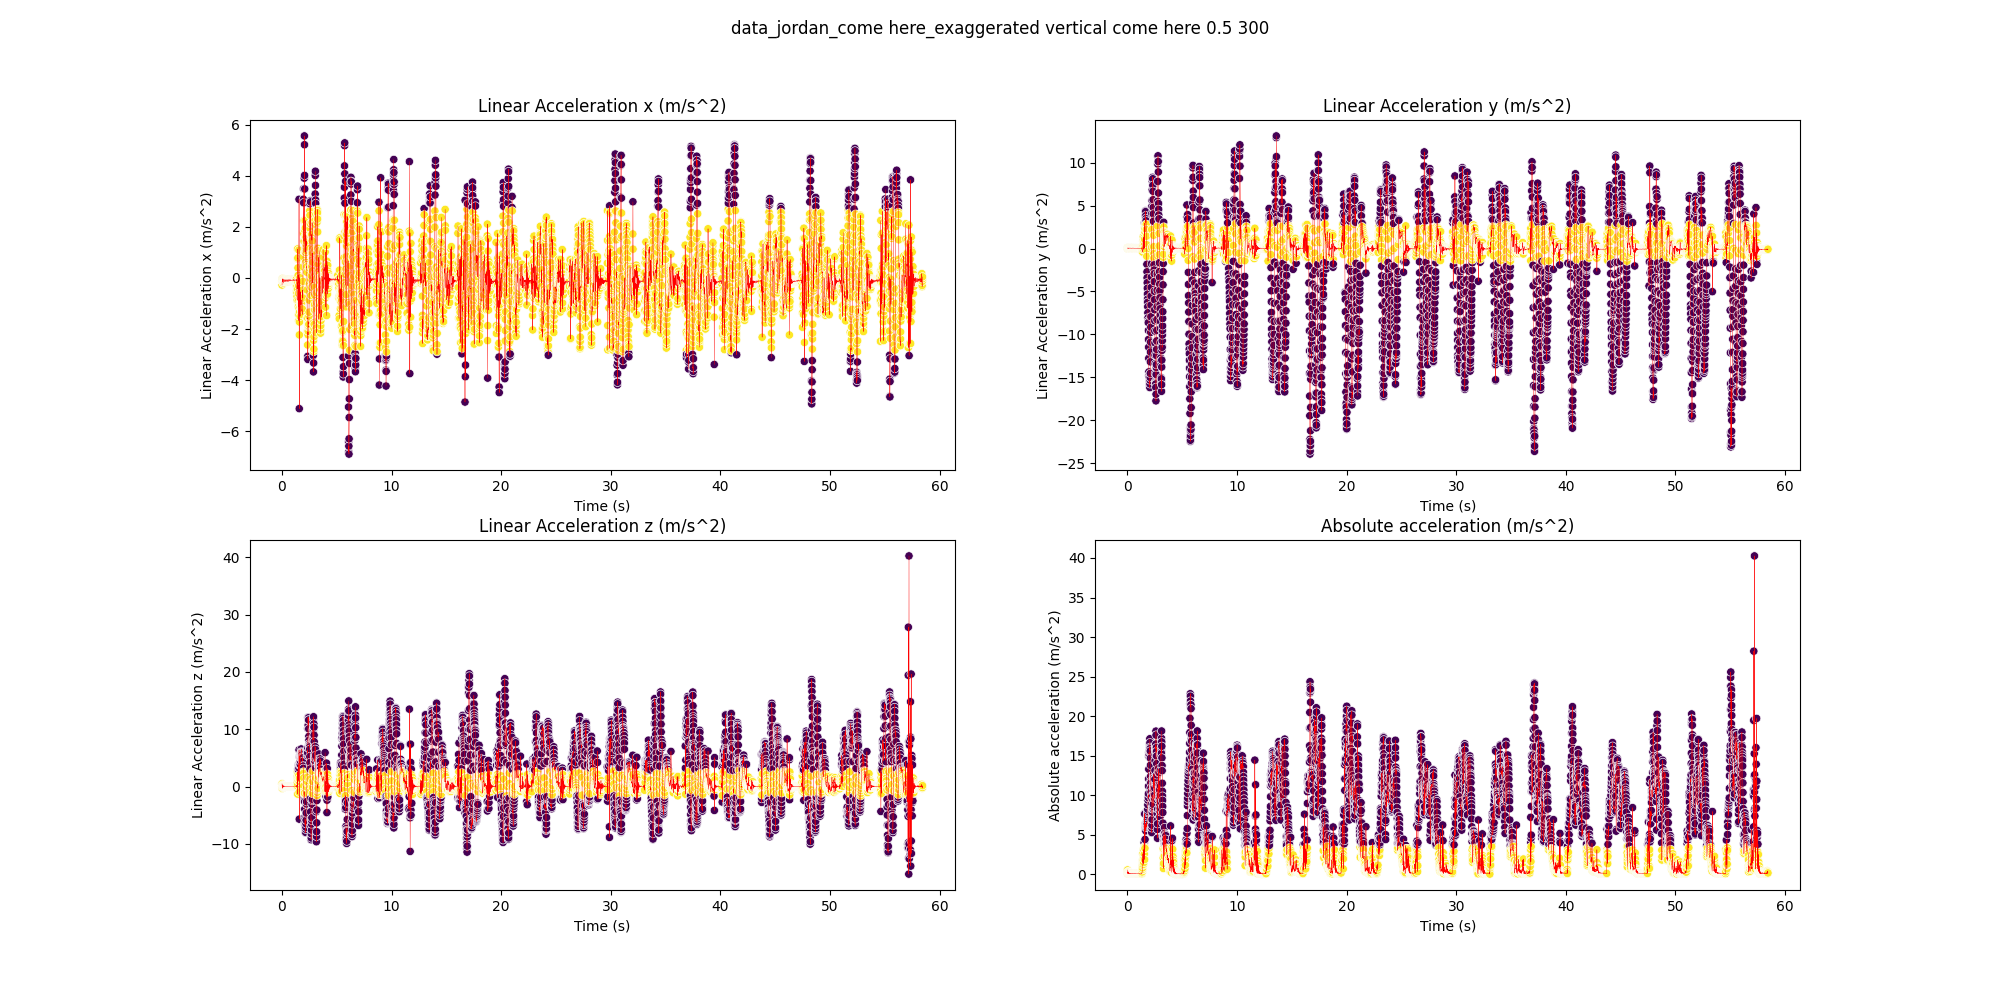 data_jordan_come here_exaggerated vertical come here 0.5 300
Linear Acceleration x (m/s^2)
Linear Acceleration x (m/s^2)
6
4
2
0
−2
−4
−6
0 10 20 30 40 50 60
Time (s)
Linear Acceleration y (m/s^2)
Linear Acceleration y (m/s^2)
10
5
0
−5
−10
−15
−20
−25
0 10 20 30 40 50 60
Time (s)
Linear Acceleration z (m/s^2)
Linear Acceleration z (m/s^2)
40
30
20
10
0
−10
0 10 20 30 40 50 60
Time (s)
Absolute acceleration (m/s^2)
Absolute acceleration (m/s^2)
40
35
30
25
20
15
10
5
0
0 10 20 30 40 50 60
Time (s)